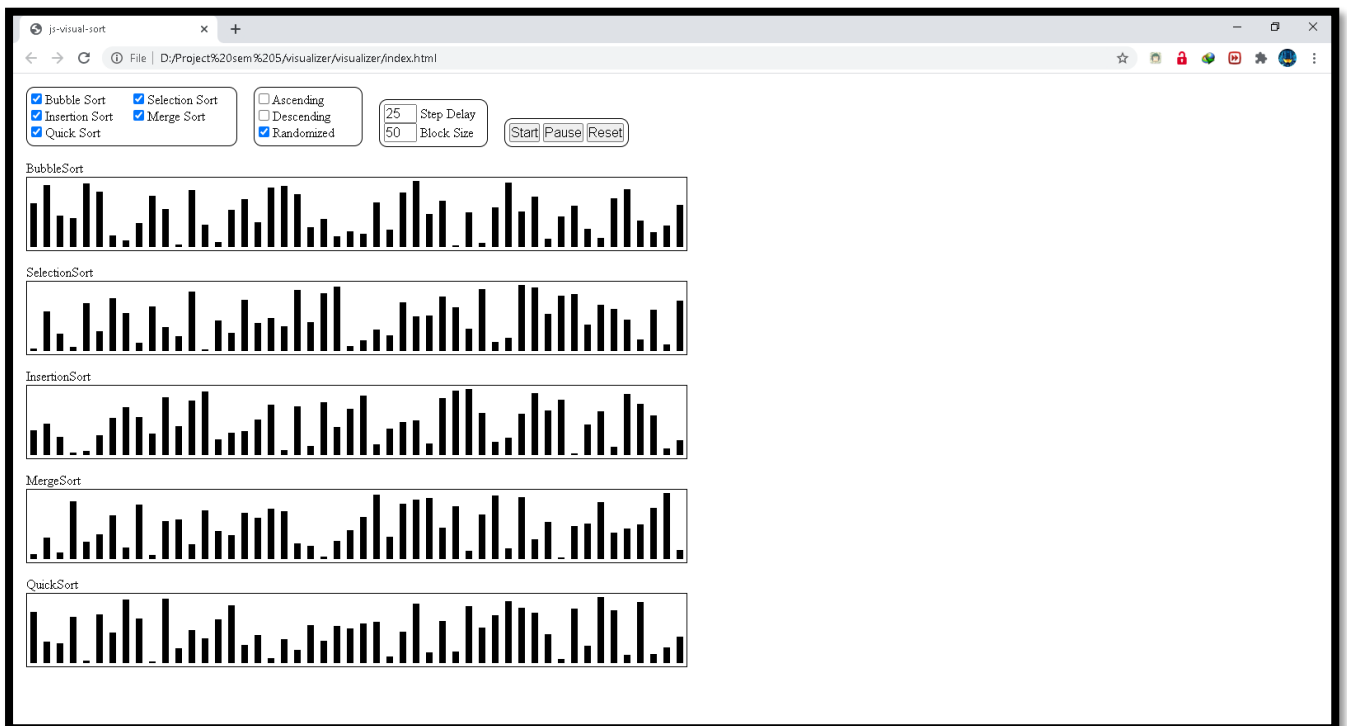 js-visual-sort
File | D:/Project%20sem%205/visualizer/visualizer/index.html
Bubble Sort Selection Sort
Insertion Sort Merge Sort
Quick Sort
Ascending
Descending
Randomized
25 Step Delay
50 Block Size
Start Pause Reset
BubbleSort
SelectionSort
InsertionSort
MergeSort
QuickSort